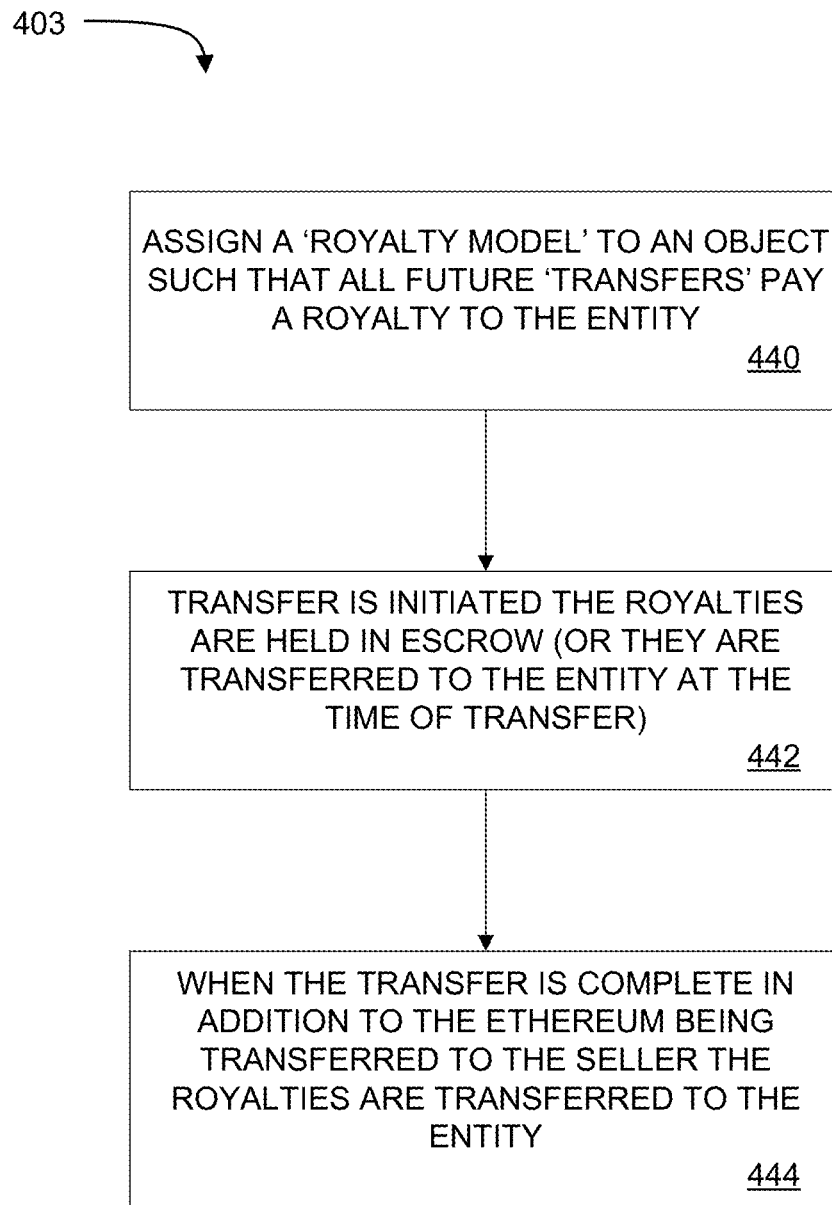 403
ASSIGN A ‘ROYALTY MODEL’ TO AN OBJECT
SUCH THAT ALL FUTURE ‘TRANSFERS’ PAY
A ROYALTY TO THE ENTITY
440
TRANSFER IS INITIATED THE ROYALTIES
ARE HELD IN ESCROW (OR THEY ARE
TRANSFERRED TO THE ENTITY AT THE
TIME OF TRANSFER)
442
WHEN THE TRANSFER IS COMPLETE IN
ADDITION TO THE ETHEREUM BEING
TRANSFERRED TO THE SELLER THE
ROYALTIES ARE TRANSFERRED TO THE
ENTITY
444